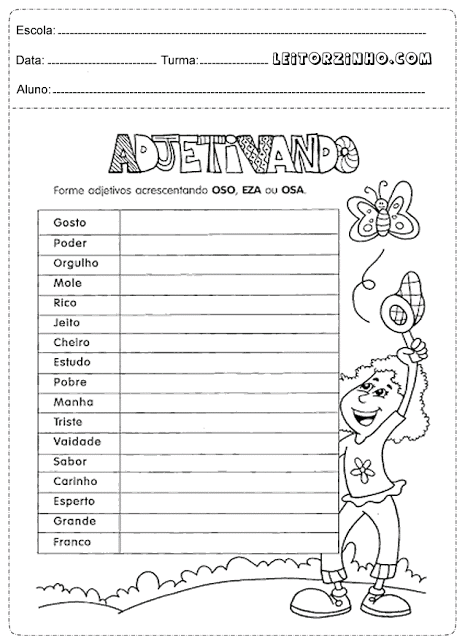 Escola:
Data: Turma: LEITORZINHO.COM
Aluno:
ADJETIVANDO
Forme adjetivos acrescentando OSO, EZA ou OSA.
Gosto
Poder
Orgulho
Mole
Rico
Jeito
Cheiro
Estudo
Pobre
Manha
Triste
Vaidade
Sabor
Carinho
Esperto
Grande
Franco